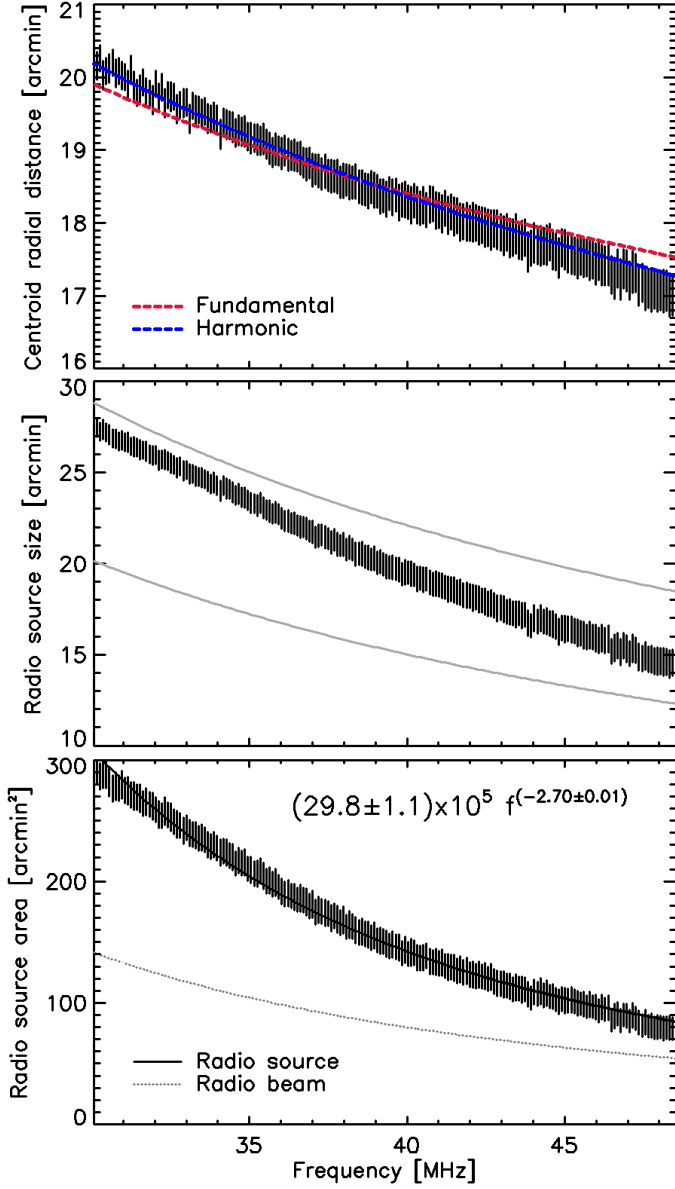 21
20
19
18
17
16
Centroid radial distance [arcmin]
Fundamental
Harmonic
30
25
20
15
10
Radio source size [arcmin]
300
200
100
0
Radio source area [arcmin²]
(29.8±1.1)x10⁵ f⁽⁻²·⁷⁰±⁰·⁰¹⁾
Radio source
Radio beam
35 40 45
Frequency [MHz]